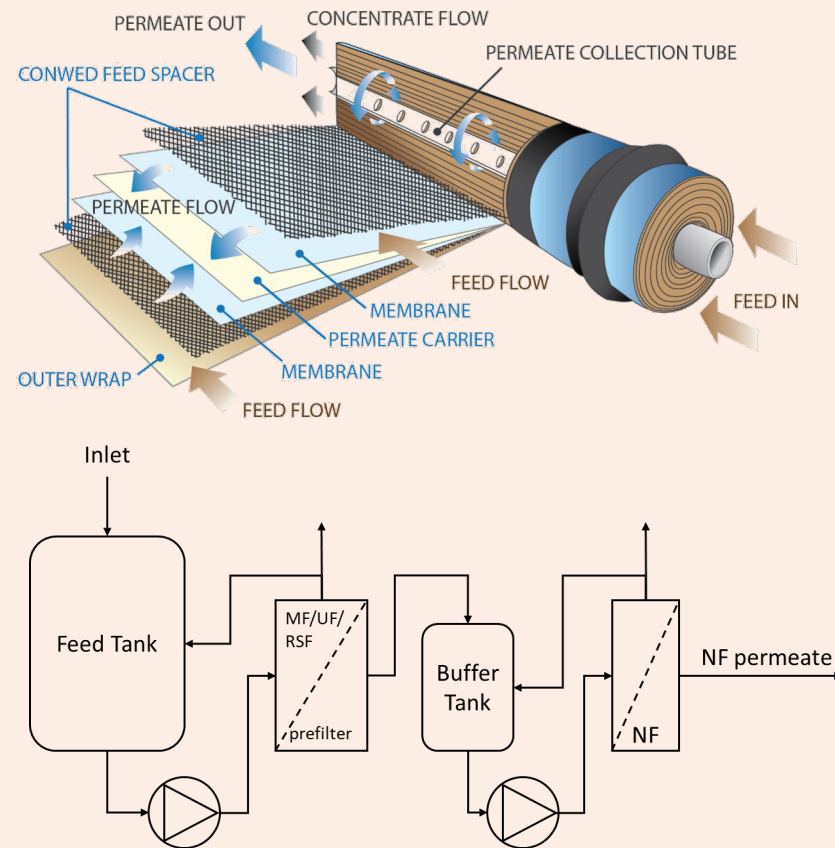 PERMEATE OUT
CONCENTRATE FLOW
PERMEATE COLLECTION TUBE
CONWED FEED SPACER
PERMEATE FLOW
FEED FLOW
FEED IN
MEMBRANE
PERMEATE CARRIER
MEMBRANE
OUTER WRAP
FEED FLOW
Inlet
Feed Tank
MF/UF/
RSF
prefilter
Buffer
Tank
NF
NF permeate